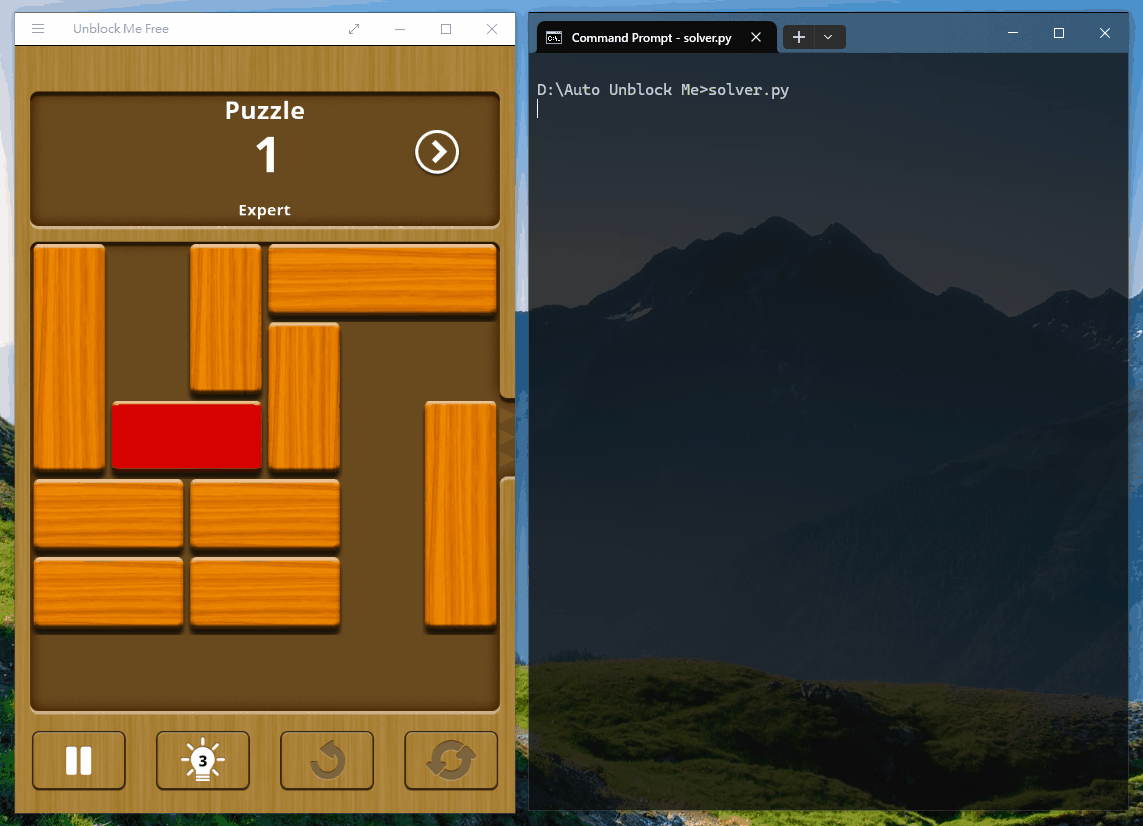 Unblock Me Free
Puzzle
1
Expert
3
Command Prompt - solver.py
D:\Auto Unblock Me>solver.py